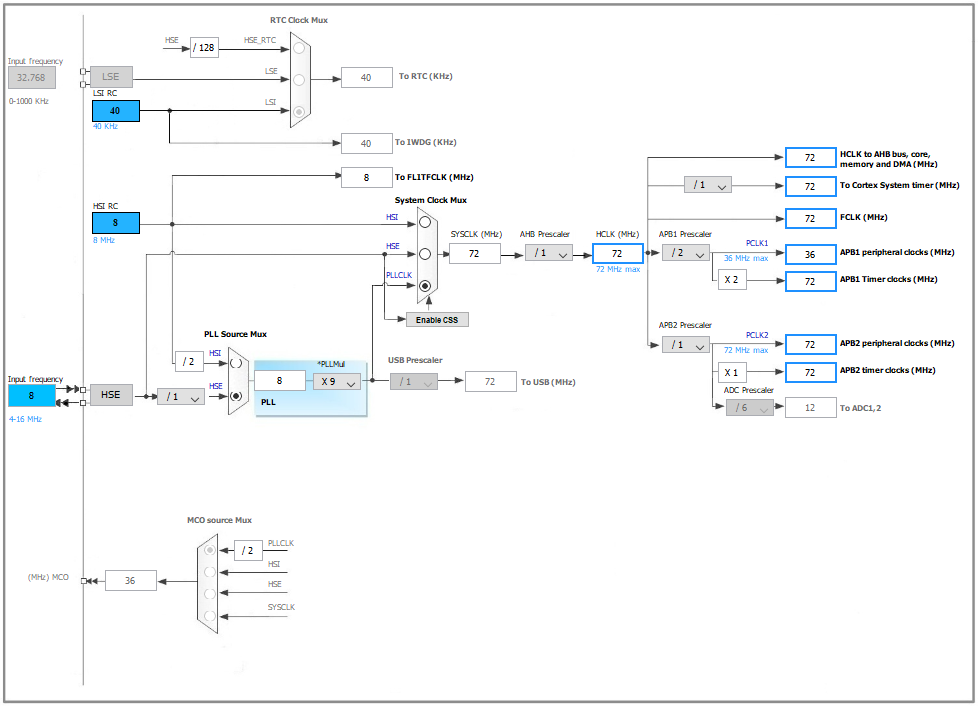 RTC Clock Mux
HSE
/ 128
HSE_RTC
Input frequency
32.768
0-1000 KHz
LSE
LSE
40
To RTC (KHz)
LSI RC
40
40 KHz
LSI
40
To IWDG (KHz)
8
To FLITFCLK (MHz)
System Clock Mux
HSI RC
8
8 MHz
HSI
HSE
PLLCLK
Enable CSS
SYSCLK (MHz)
72
AHB Prescaler
/ 1
HCLK (MHz)
72
72 MHz max
72
HCLK to AHB bus, core,
memory and DMA (MHz)
/ 1
72
To Cortex System timer (MHz)
72
FCLK (MHz)
APB1 Prescaler
/ 2
PCLK1
36 MHz max
36
APB1 peripheral clocks (MHz)
X 2
72
APB1 Timer clocks (MHz)
APB2 Prescaler
/ 1
PCLK2
72 MHz max
72
APB2 peripheral clocks (MHz)
X 1
72
APB2 timer clocks (MHz)
ADC Prescaler
/ 6
12
To ADC1,2
PLL Source Mux
/ 2
HSI
Input frequency
8
4-16 MHz
HSE
/ 1
HSE
8
*PLLMul
X 9
PLL
USB Prescaler
/ 1
72
To USB (MHz)
MCO source Mux
(MHz) MCO
36
/ 2
PLLCLK
HSI
HSE
SYSCLK